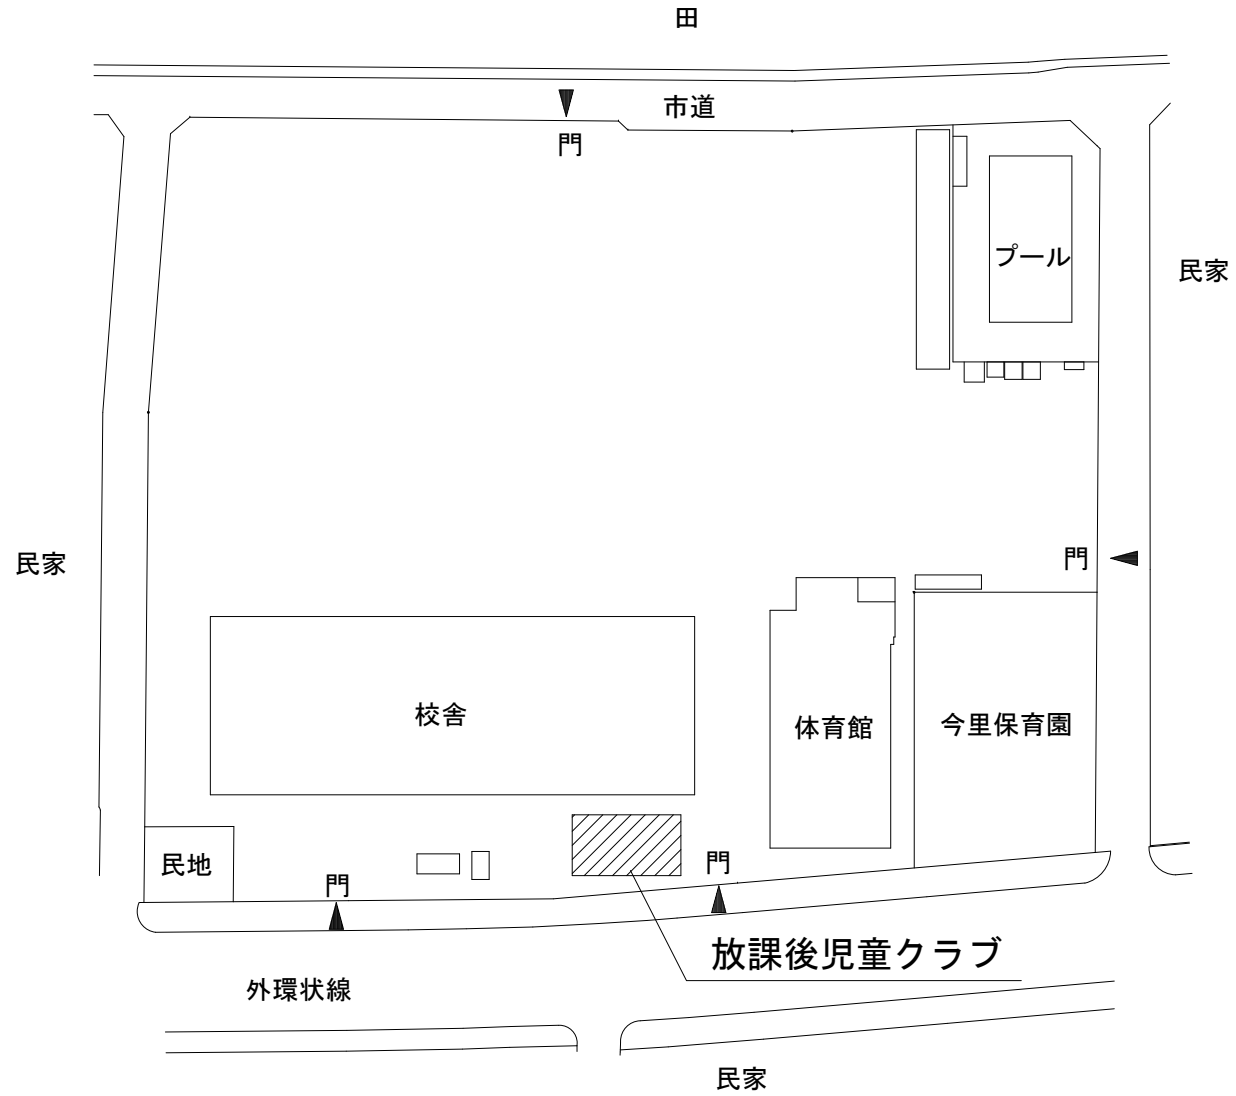 田
市道
門
プール
民家
門
民家
校舎
体育館
今里保育園
民地
門
門
放課後児童クラブ
外環状線
民家